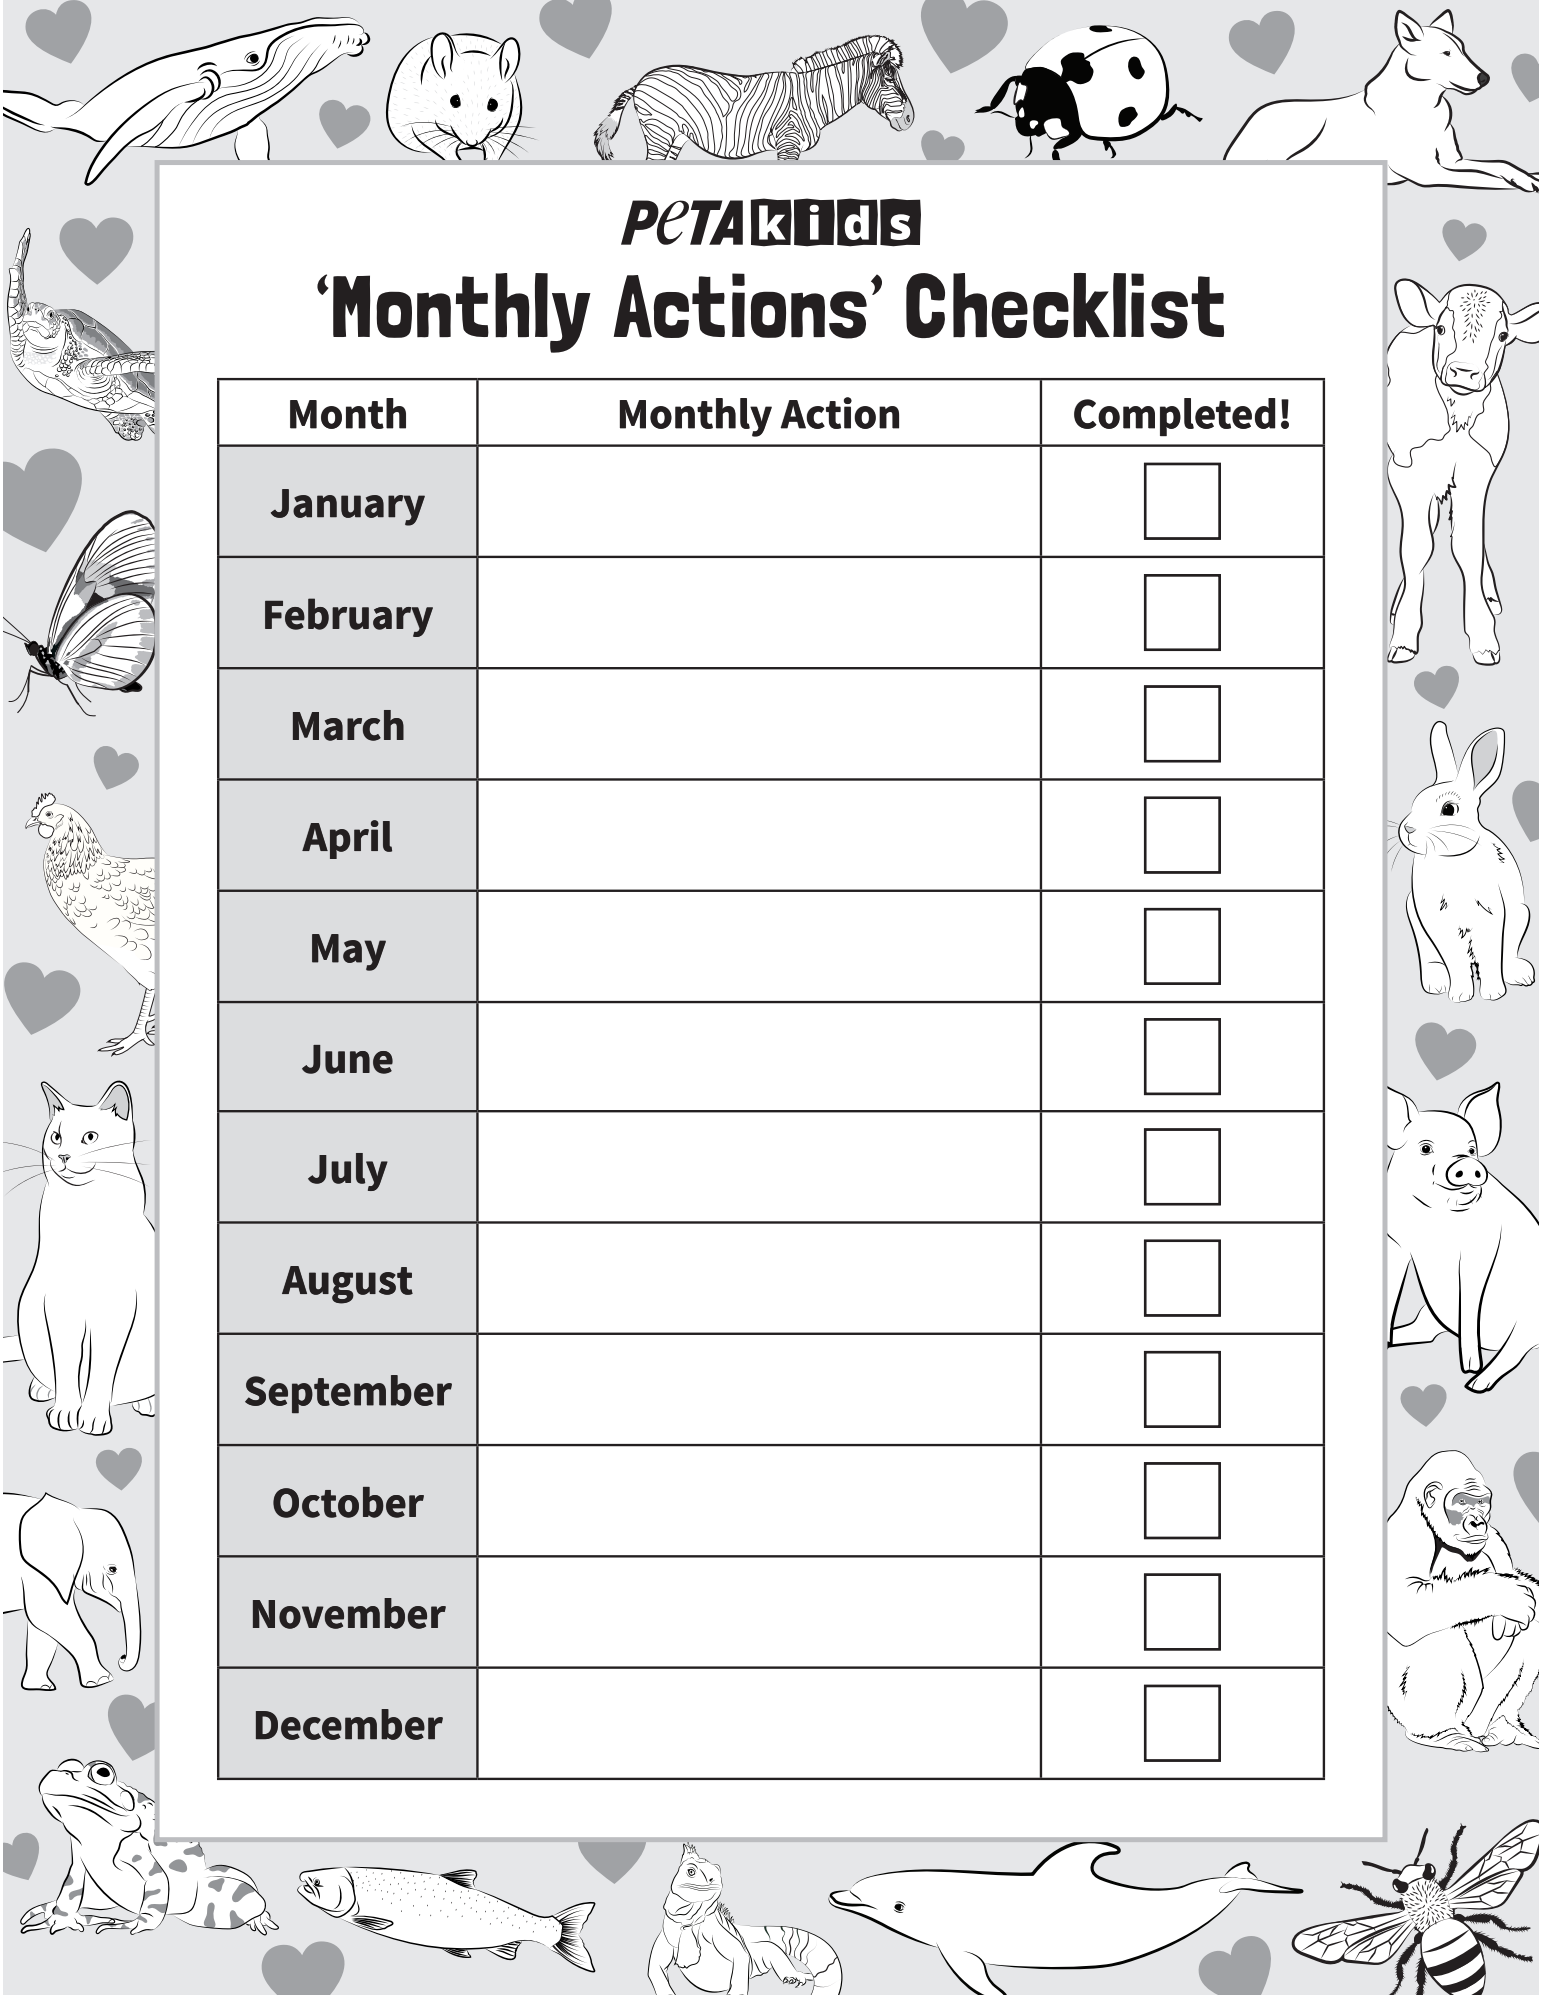 PETA kids
‘Monthly Actions’ Checklist
Month Monthly Action Completed!
January
February
March
April
May
June
July
August
September
October
November
December